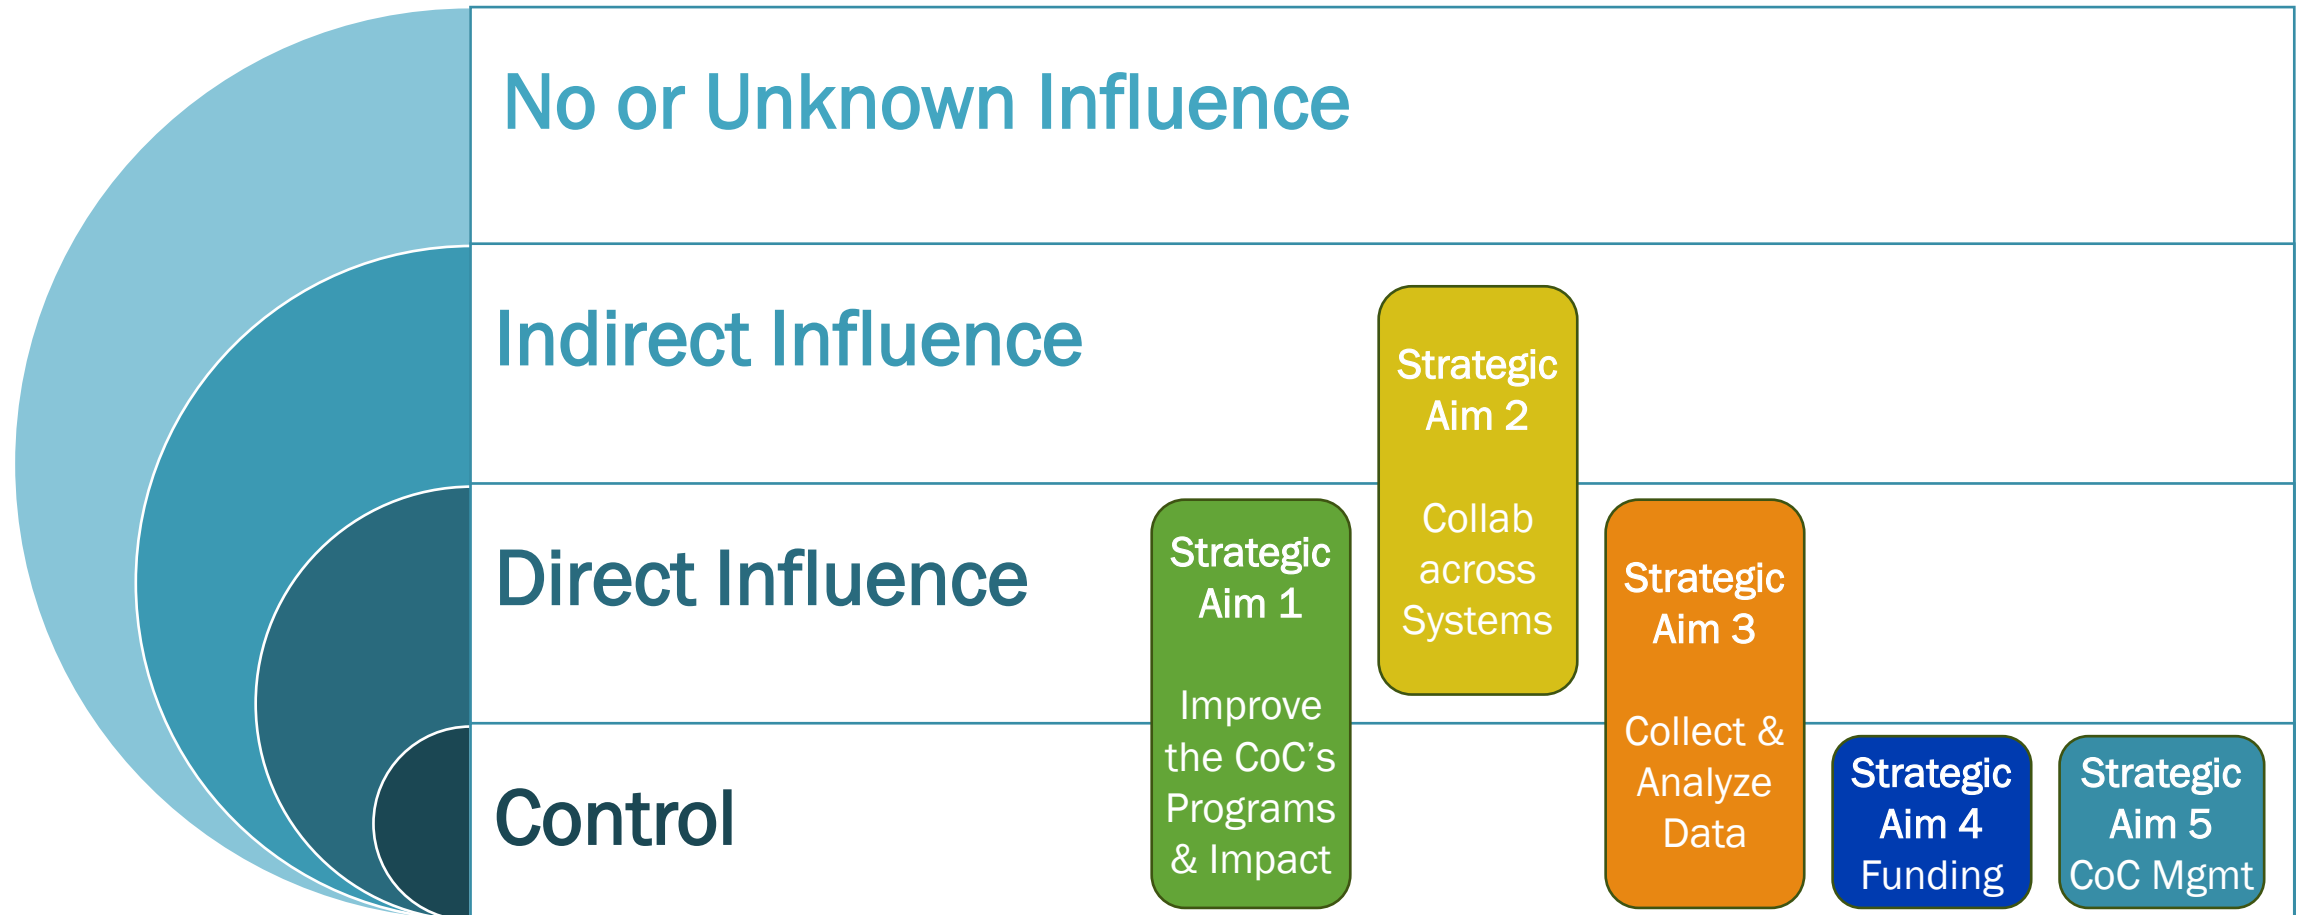 No or Unknown Influence
Indirect Influence
Direct Influence
Control
Strategic
Aim 1
Improve
the CoC’s
Programs
& Impact
Strategic
Aim 2
Collab
across
Systems
Strategic
Aim 3
Collect &
Analyze
Data
Strategic
Aim 4
Funding
Strategic
Aim 5
CoC Mgmt